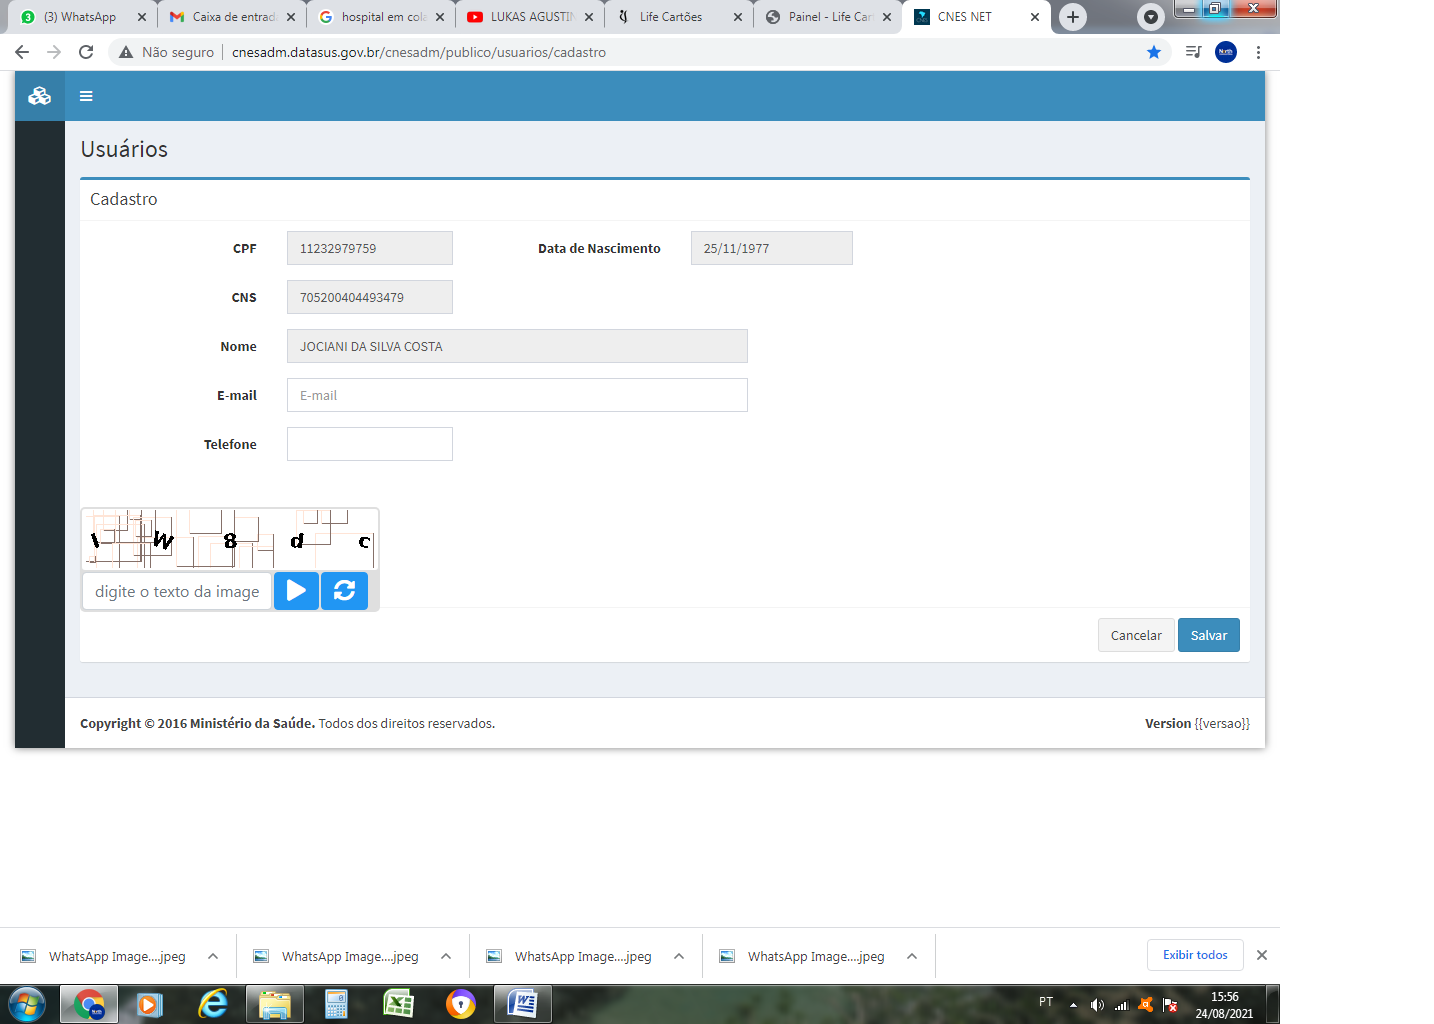 (3) WhatsApp
Caixa de entrad
hospital em col
LUKAS AGUSTIN
Life Cartões
Painel - Life Car
CNES NET
Não seguro
cnesadm.datasus.gov.br/cnesadm/publico/usuarios/cadastro
Usuários
Cadastro
CPF 11232979759 Data de Nascimento 25/11/1977
CNS 705200404493479
Nome JOCIANI DA SILVA COSTA
E-mail E-mail
Telefone
W 8 d c
digite o texto da image
Cancelar Salvar
Copyright © 2016 Ministério da Saúde. Todos dos direitos reservados. Version {{versao}}
WhatsApp Image....jpeg WhatsApp Image....jpeg WhatsApp Image....jpeg WhatsApp Image....jpeg Exibir todos
PT 15:56
24/08/2021